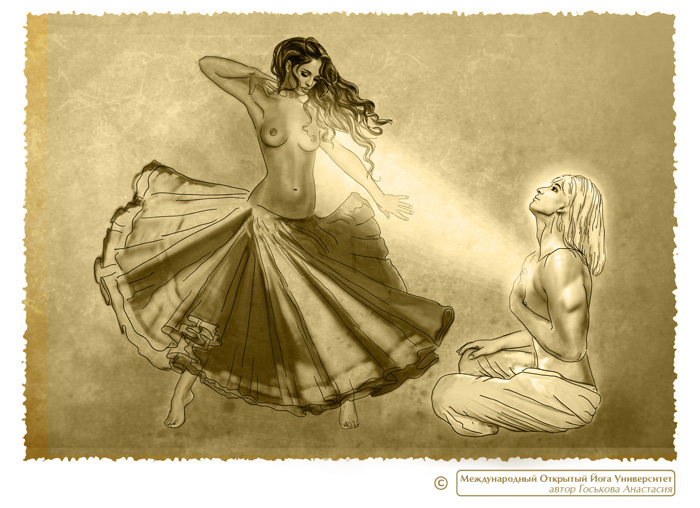 © Международный Открытый Йога Университет
автор Госькова Анастасия